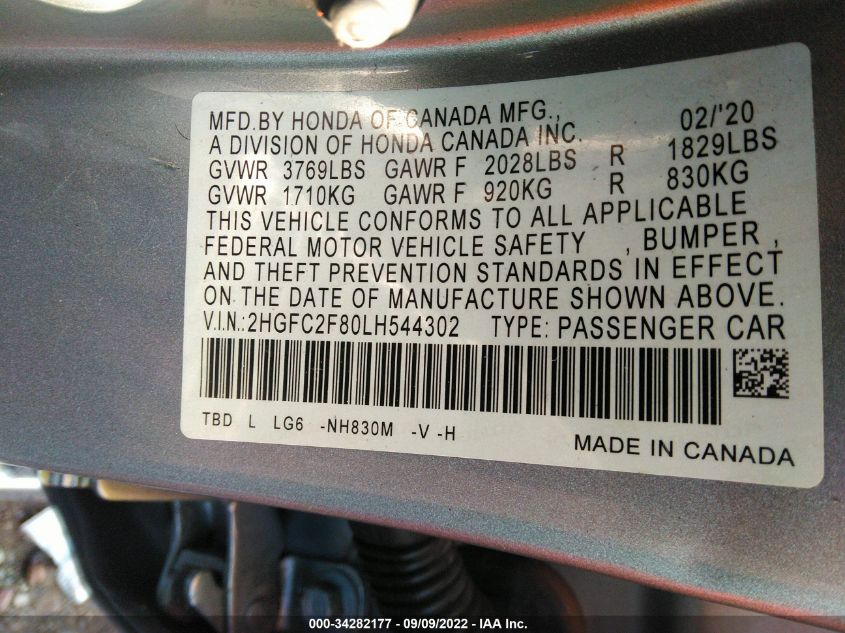 MFD.BY HONDA OF CANADA MFG., 02/'20
A DIVISION OF HONDA CANADA INC.
GVWR 3769LBS GAWR F 2028LBS R 1829LBS
GVWR 1710KG GAWR F 920KG R 830KG
THIS VEHICLE CONFORMS TO ALL APPLICABLE
FEDERAL MOTOR VEHICLE SAFETY , BUMPER ,
AND THEFT PREVENTION STANDARDS IN EFFECT
ON THE DATE OF MANUFACTURE SHOWN ABOVE.
V.I.N.:2HGFC2F80LH544302 TYPE: PASSENGER CAR
TBD L LG6 -NH830M -V -H
MADE IN CANADA
000-34282177 - 09/09/2022 - IAA Inc.